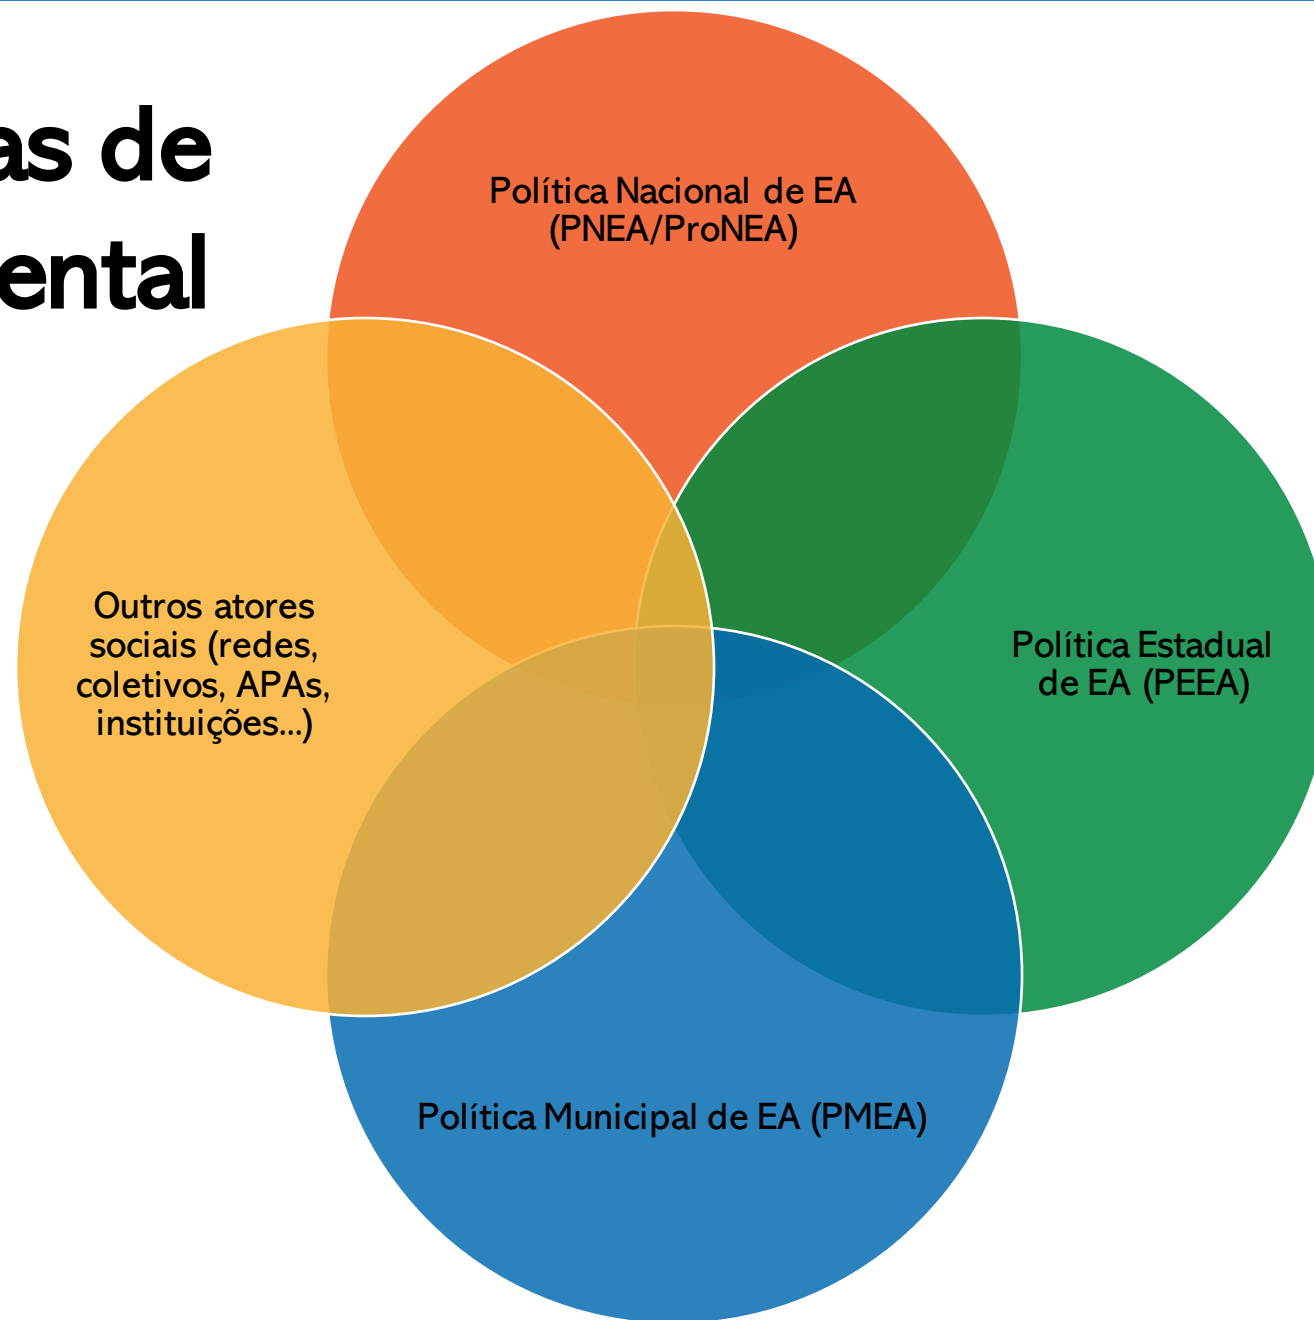 as de
ental
Política Nacional de EA
(PNEA/ProNEA)
Outros atores
sociais (redes,
coletivos, APAs,
instituições...)
Política Estadual
de EA (PEEA)
Política Municipal de EA (PMEA)